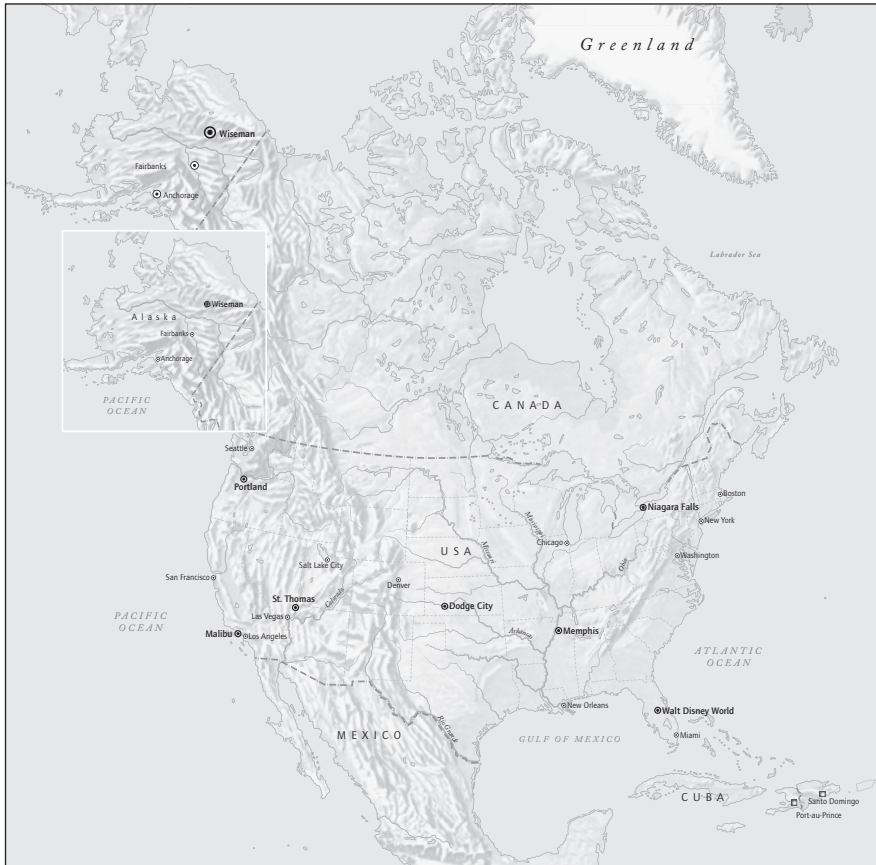 Greenland
Wiseman
Fairbanks
Anchorage
Labrador Sea
Wiseman
Alaska
Fairbanks
Anchorage
PACIFIC
OCEAN
CANADA
Seattle
Portland
Niagara Falls
Boston
New York
Missouri
Chicago
USA
Ohio
Washington
Salt Lake City
San Francisco
Denver
St. Thomas
Colorado
Dodge City
Las Vegas
PACIFIC
OCEAN
Malibu
Los Angeles
Arkansas
Memphis
ATLANTIC
OCEAN
New Orleans
Walt Disney World
Rio Grande
MEXICO
GULF OF MEXICO
Miami
CUBA
Santo Domingo
Port-au-Prince